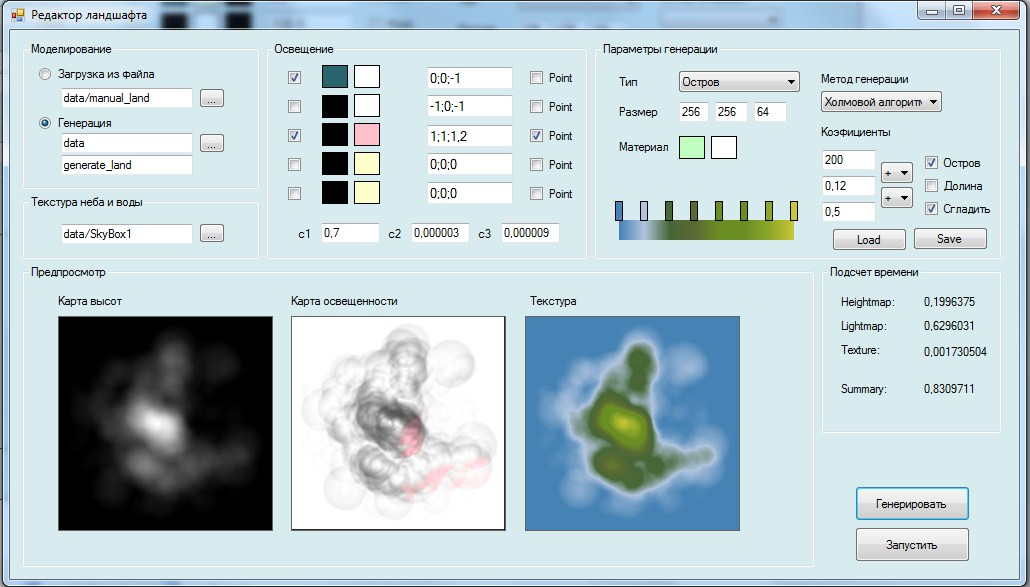 Редактор ландшафта
Моделирование
Загрузка из файла
data/manual_land
...
Генерация
data
...
generate_land
Текстура неба и воды
data/SkyBox1
...
Освещение
0;0;-1
Point
-1;0;-1
Point
1;1;1,2
Point
0;0;0
Point
0;0;0
Point
c1 0,7 c2 0,000003 c3 0,000009
Параметры генерации
Тип Остров
Размер 256 256 64
Материал
Метод генерации
Холмовой алгоритм
Коэфициенты
200
0,12
0,5
+
+
Остров
Долина
Сгладить
Load Save
Предпросмотр
Карта высот
Карта освещенности
Текстура
Подсчет времени
Heightmap: 0,1996375
Lightmap: 0,6296031
Texture: 0,001730504
Summary: 0,8309711
Генерировать
Запустить